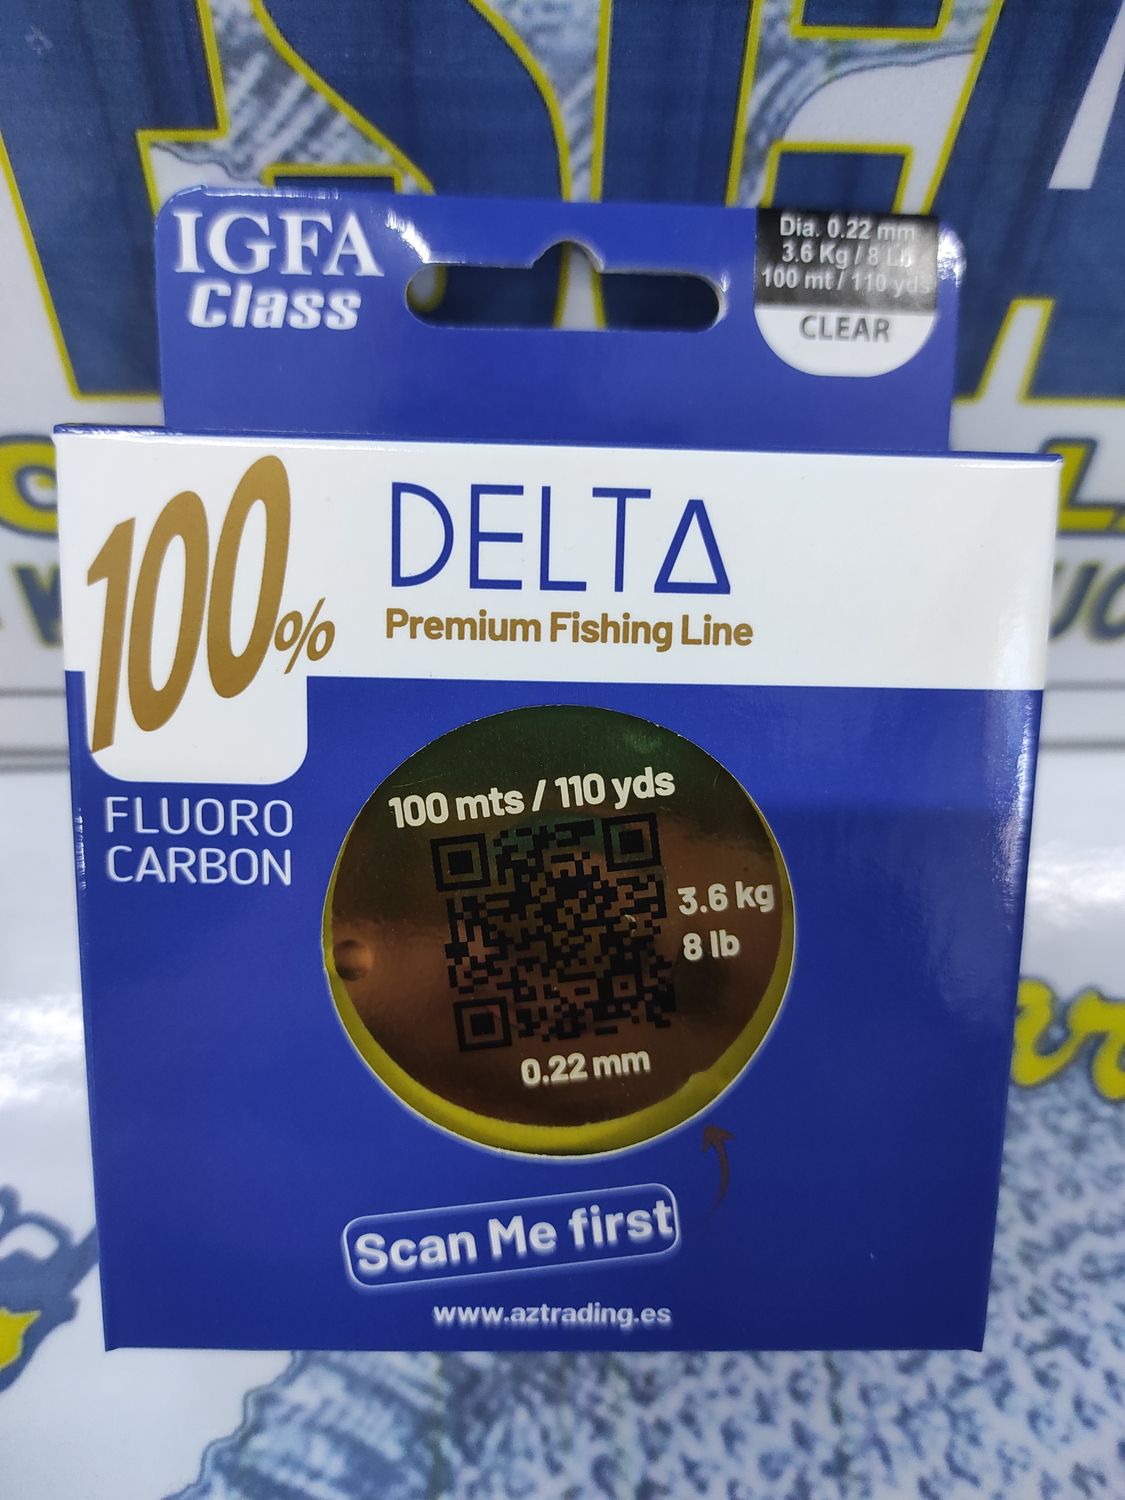 IGFA
Class
Dia. 0.22 mm
3.6 Kg / 8 Lb
100 mt / 110 yds
CLEAR
100%
DELTA
Premium Fishing Line
FLUORO
CARBON
100 mts / 110 yds
3.6 kg
8 lb
0.22 mm
Scan Me first
www.aztrading.es